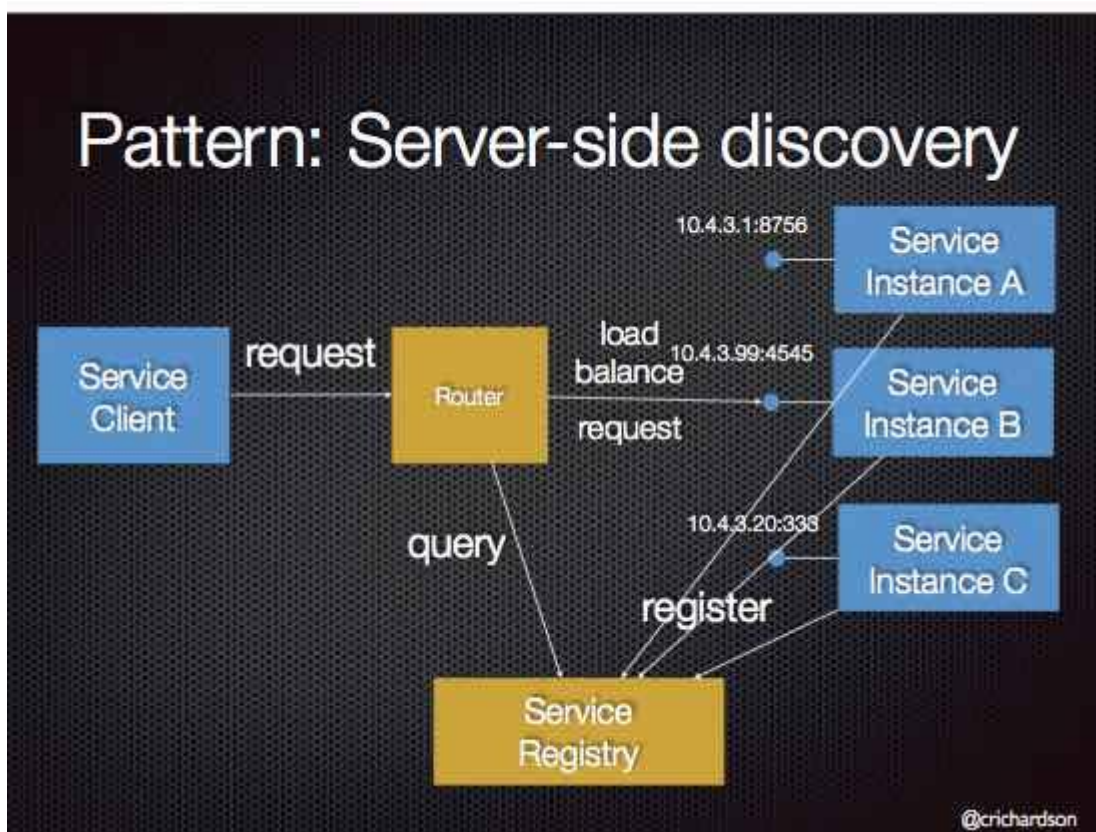 Pattern: Server-side discovery
10.4.3.1:8756
Service
Instance A
Service
Client
request
Router
load
balance
request
10.4.3.99:4545
Service
Instance B
query
10.4.3.20:333
Service
Instance C
register
Service
Registry
@crichardson